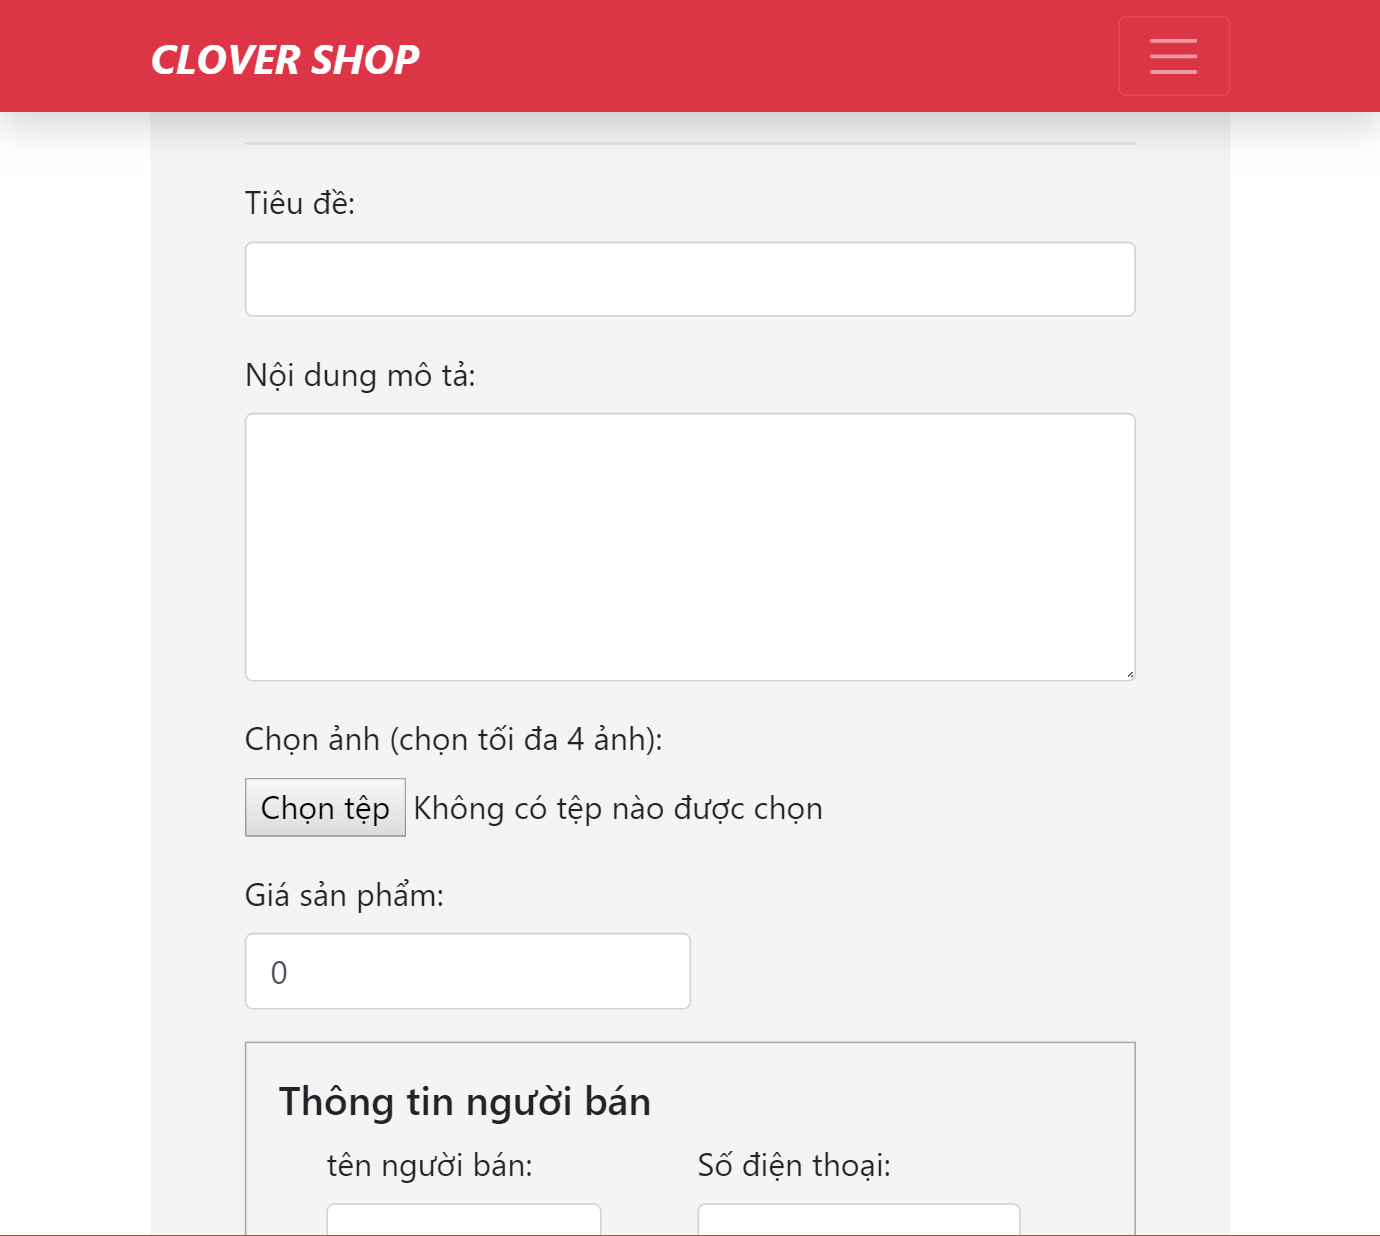 CLOVER SHOP
Tiêu đề:
Nội dung mô tả:
Chọn ảnh (chọn tối đa 4 ảnh):
Chọn tệp Không có tệp nào được chọn
Giá sản phẩm:
0
Thông tin người bán
tên người bán: Số điện thoại: